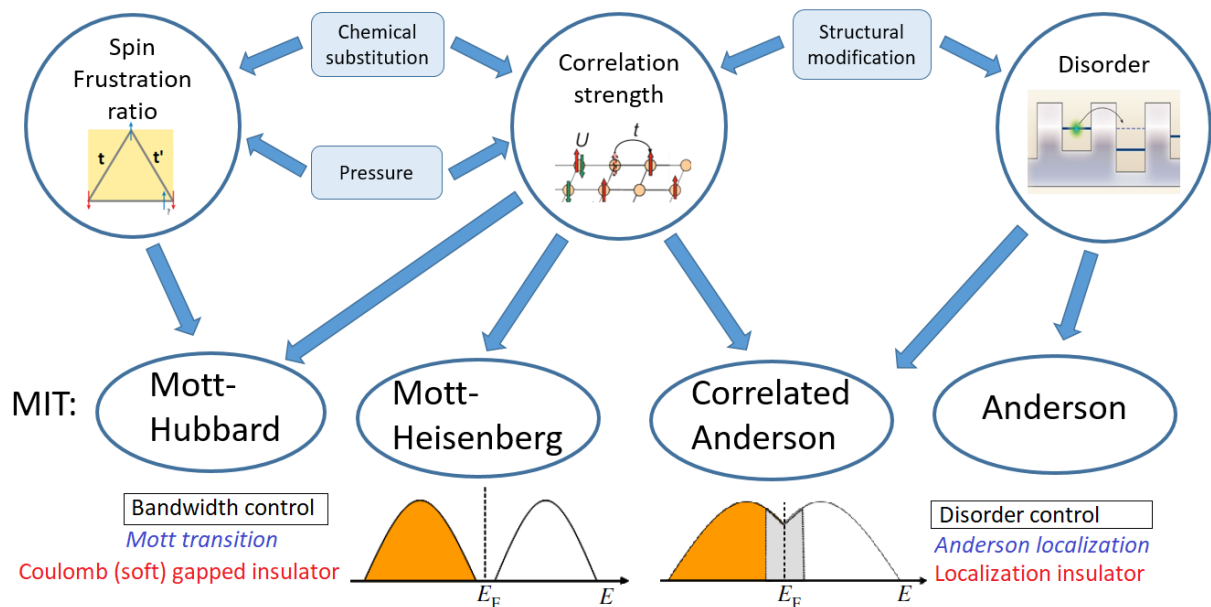 Spin
Frustration
ratio
t
t'
?
Chemical
substitution
Pressure
Correlation
strength
U
t
Structural
modification
Disorder
MIT:
Mott-
Hubbard
Mott-
Heisenberg
Correlated
Anderson
Anderson
Bandwidth control
Mott transition
Coulomb (soft) gapped insulator
E_F
E
E_F
E
Disorder control
Anderson localization
Localization insulator